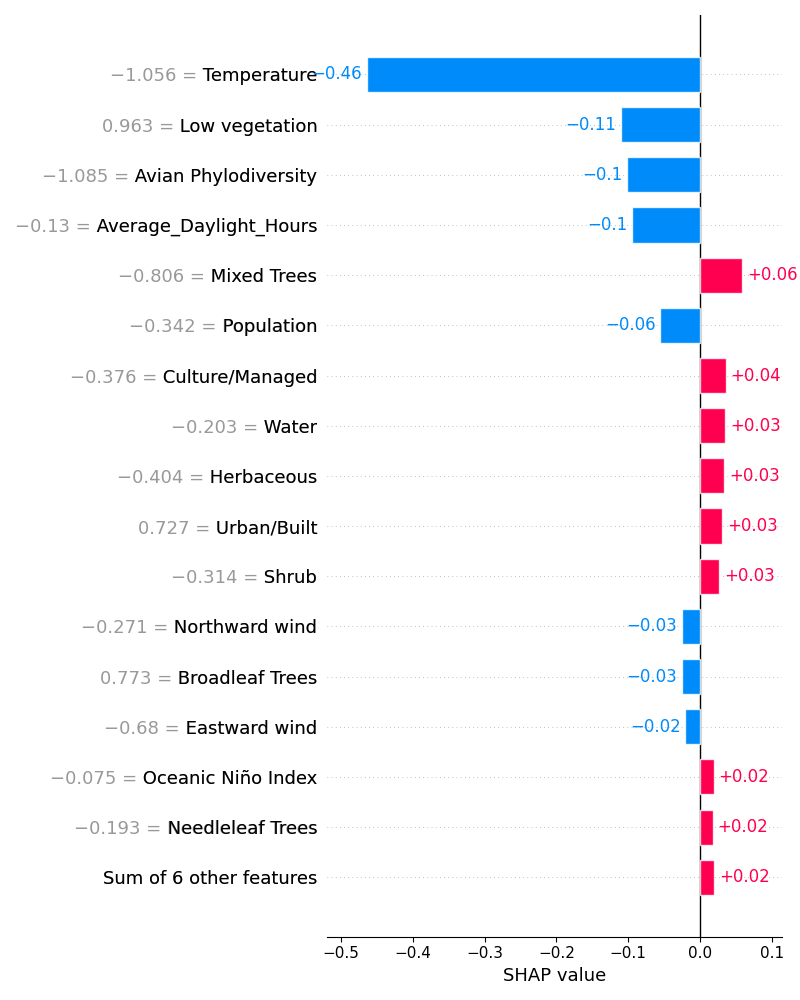 −1.056 = Temperature −0.46
0.963 = Low vegetation −0.11
−1.085 = Avian Phylodiversity −0.1
−0.13 = Average_Daylight_Hours −0.1
−0.806 = Mixed Trees +0.06
−0.342 = Population −0.06
−0.376 = Culture/Managed +0.04
−0.203 = Water +0.03
−0.404 = Herbaceous +0.03
0.727 = Urban/Built +0.03
−0.314 = Shrub +0.03
−0.271 = Northward wind −0.03
0.773 = Broadleaf Trees −0.03
−0.68 = Eastward wind −0.02
−0.075 = Oceanic Niño Index +0.02
−0.193 = Needleleaf Trees +0.02
Sum of 6 other features +0.02
−0.5 −0.4 −0.3 −0.2 −0.1 0.0 0.1
SHAP value